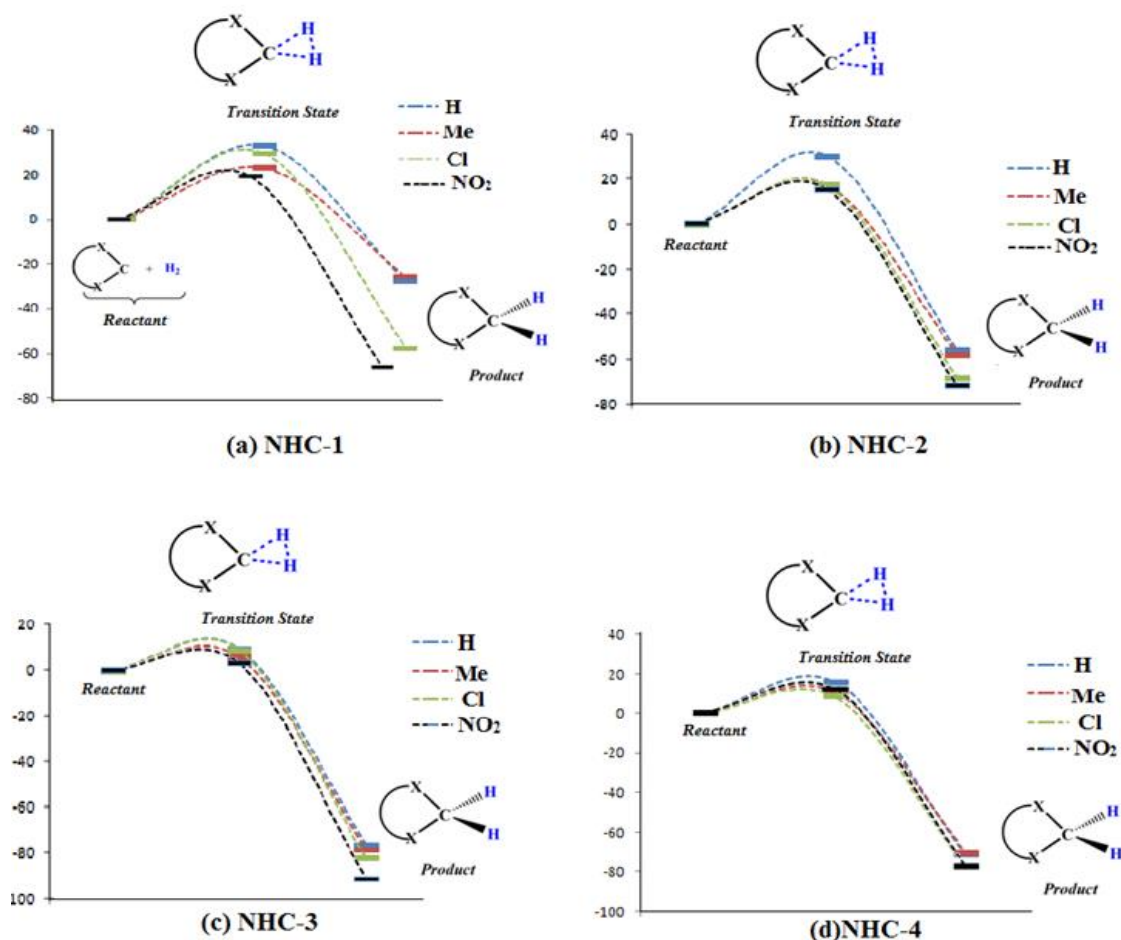 X
C
X
H
H
Transition State
H
Me
Cl
NO₂
40
20
0
-20
-40
-60
-80
X
C + H₂
X
Reactant
X
C
X
H
H
Product
(a) NHC-1
X
C
X
H
H
Transition State
H
Me
Cl
NO₂
40
20
0
-20
-40
-60
-80
Reactant
X
C
X
H
H
Product
(b) NHC-2
X
C
X
H
H
Transition State
H
Me
Cl
NO₂
20
0
-20
-40
-60
-80
100
Reactant
X
C
X
H
H
Product
(c) NHC-3
X
C
X
H
H
Transition State
H
Me
Cl
NO₂
40
20
0
-20
-40
-60
-80
-100
Reactant
X
C
X
H
H
Product
(d)NHC-4